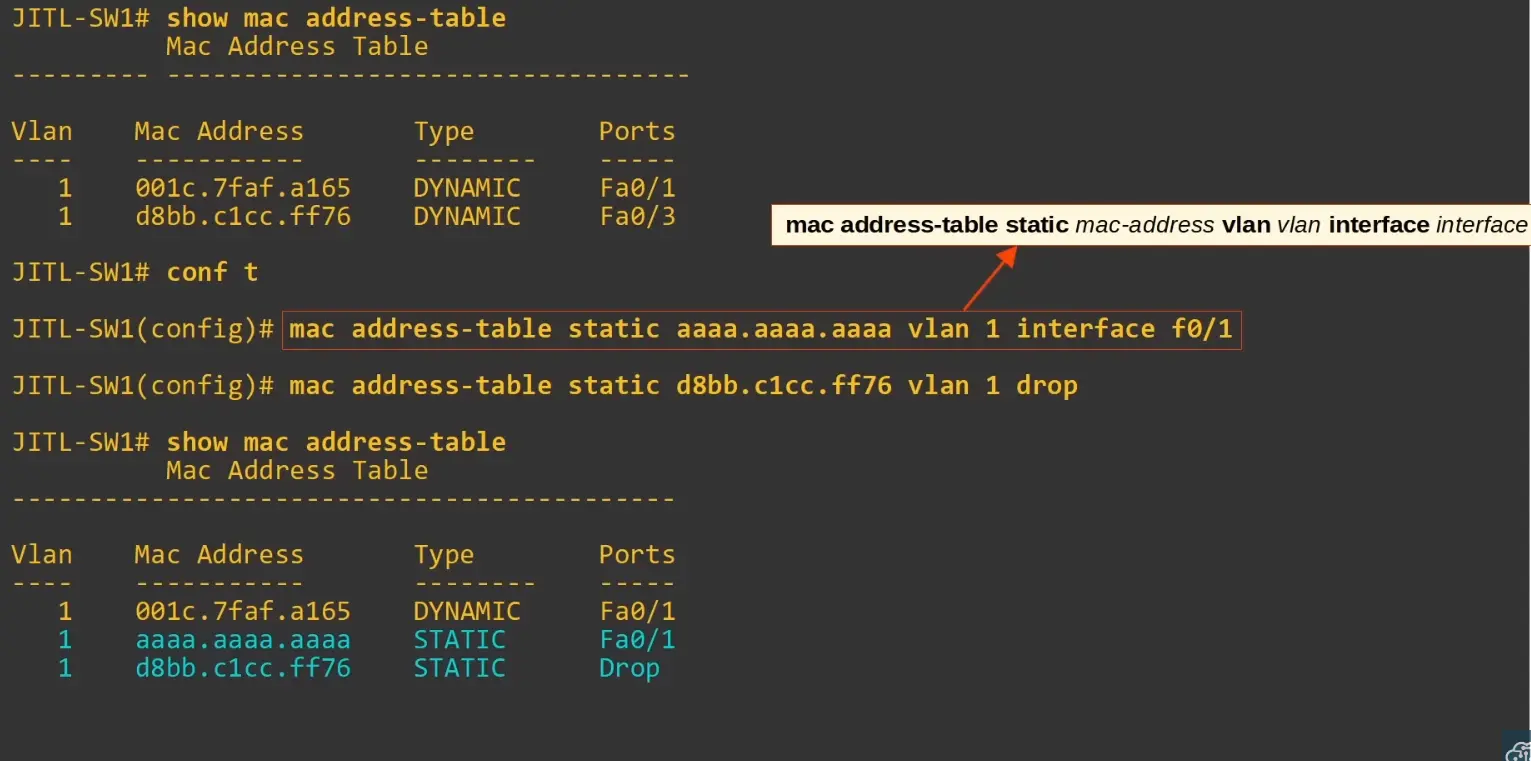 JITL-SW1# show mac address-table
Mac Address Table
--------- ----------------------------------
Vlan Mac Address Type Ports
---- ----------- -------- -----
1 001c.7faf.a165 DYNAMIC Fa0/1
1 d8bb.c1cc.ff76 DYNAMIC Fa0/3
mac address-table static mac-address vlan vlan interface interface
JITL-SW1# conf t
JITL-SW1(config)# mac address-table static aaaa.aaaa.aaaa vlan 1 interface f0/1
JITL-SW1(config)# mac address-table static d8bb.c1cc.ff76 vlan 1 drop
JITL-SW1# show mac address-table
Mac Address Table
-------------------------------------------
Vlan Mac Address Type Ports
---- ----------- -------- -----
1 001c.7faf.a165 DYNAMIC Fa0/1
1 aaaa.aaaa.aaaa STATIC Fa0/1
1 d8bb.c1cc.ff76 STATIC Drop